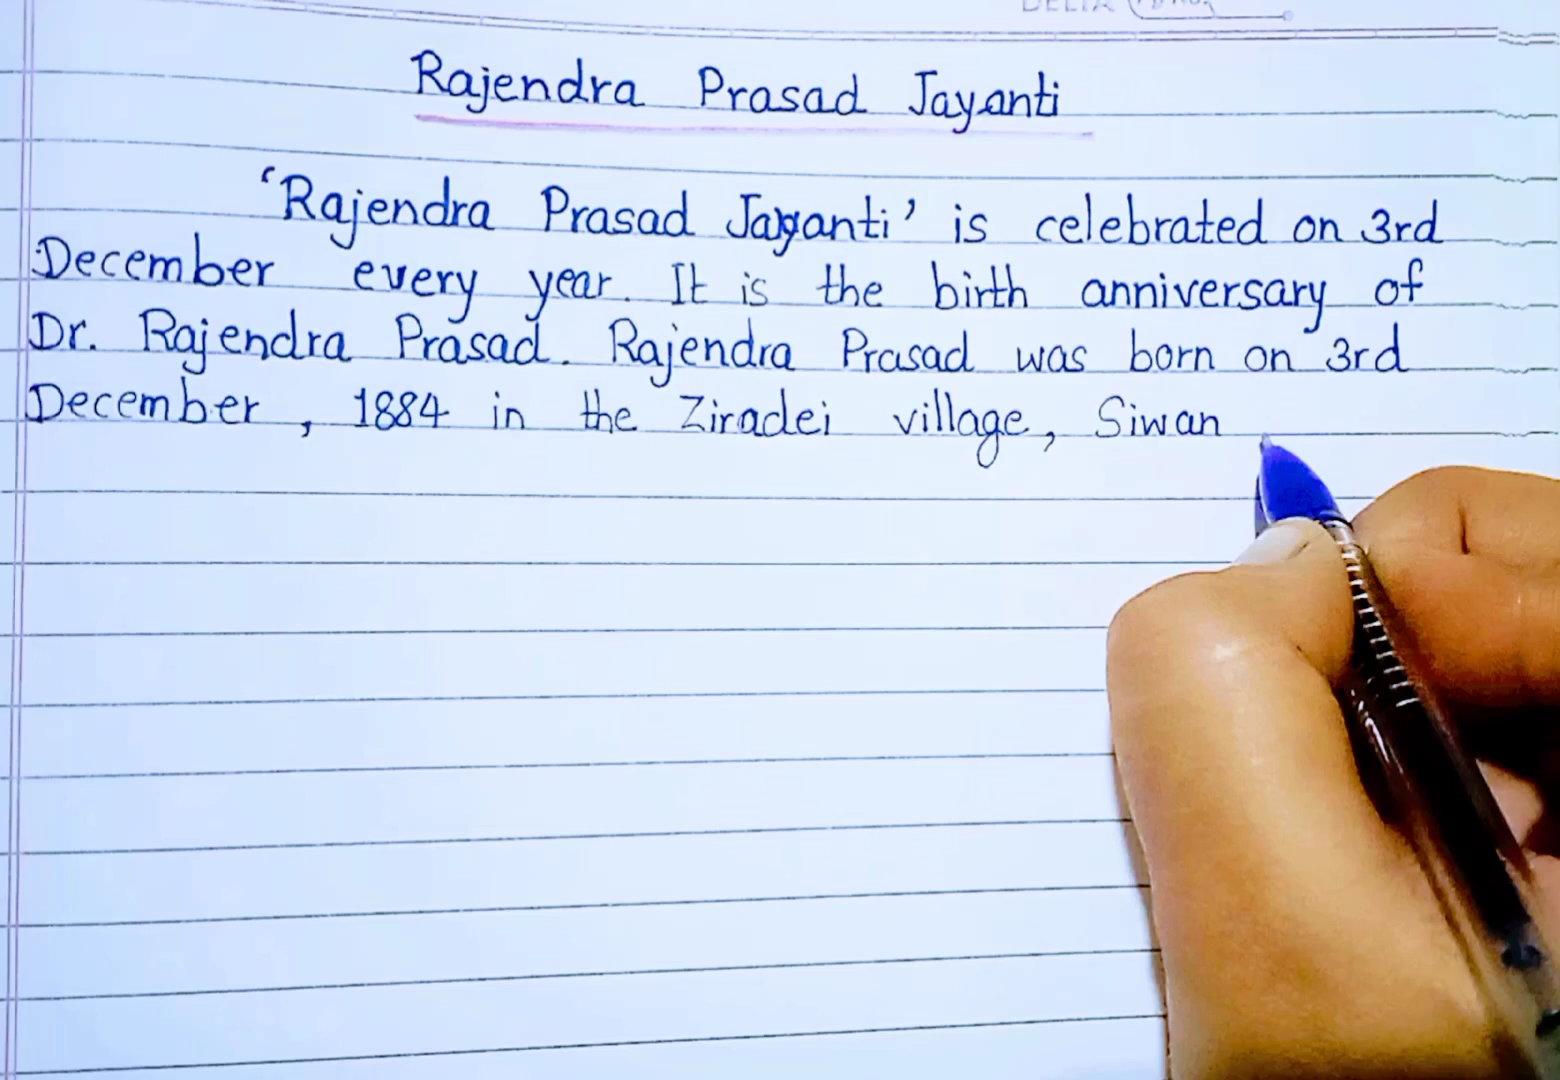 Rajendra Prasad Jayanti
‘Rajendra Prasad Jayanti’ is celebrated on 3rd
December every year. It is the birth anniversary of
Dr. Rajendra Prasad. Rajendra Prasad was born on 3rd
December, 1884 in the Ziradei village, Siwan